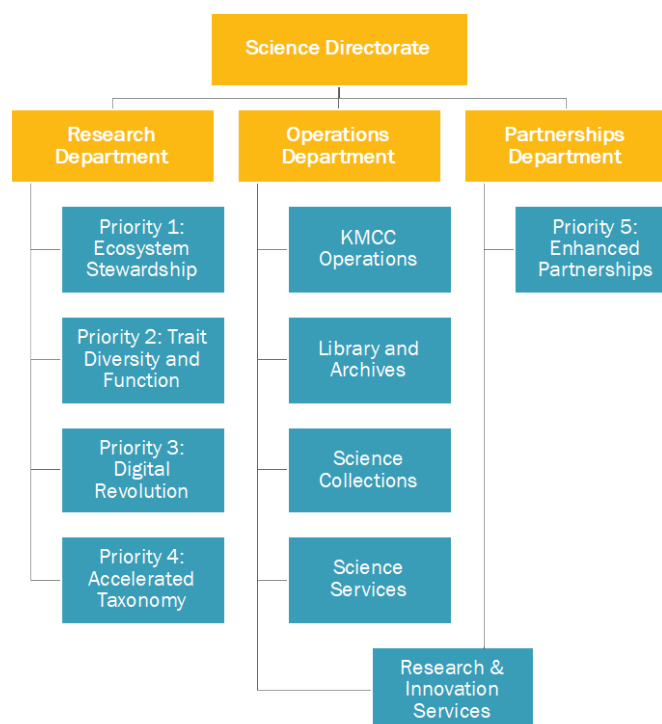 Science Directorate
Research
Department
Operations
Department
Partnerships
Department
Priority 1:
Ecosystem
Stewardship
KMCC
Operations
Priority 5:
Enhanced
Partnerships
Priority 2: Trait
Diversity and
Function
Library and
Archives
Priority 3:
Digital
Revolution
Science
Collections
Priority 4:
Accelerated
Taxonomy
Science
Services
Research &
Innovation
Services